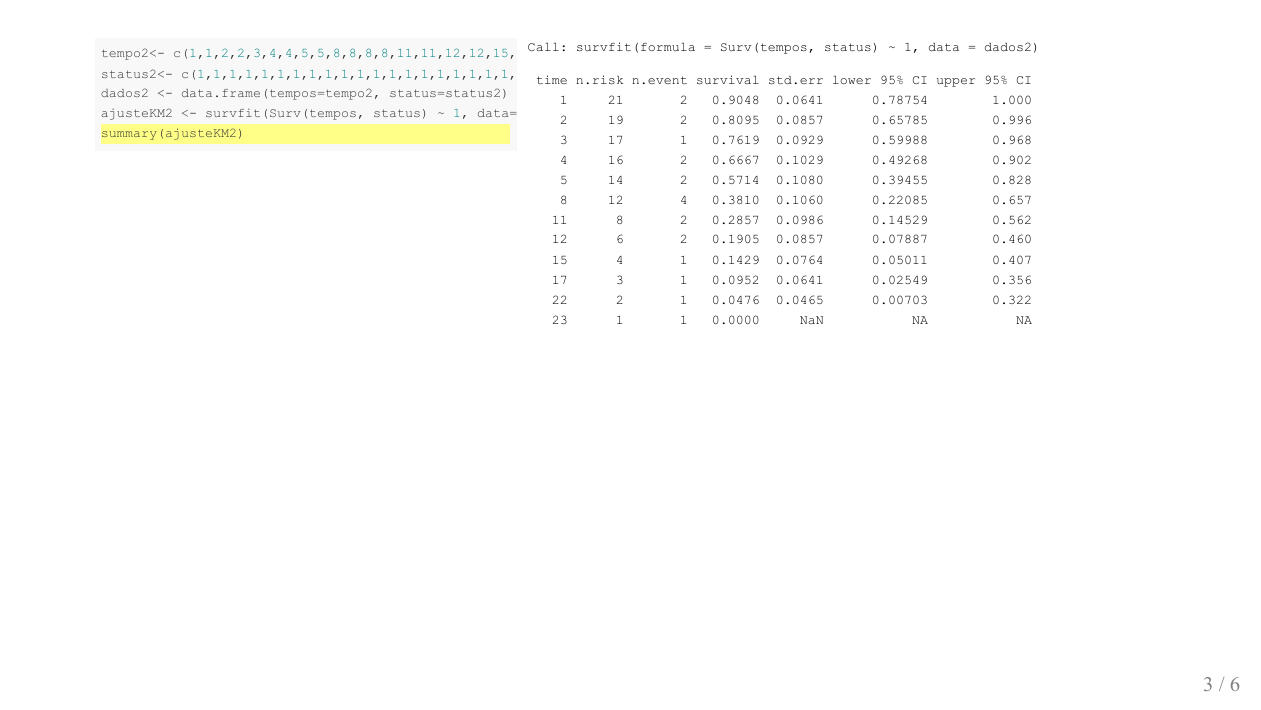 tempo2<- c(1,1,2,2,3,4,4,5,5,8,8,8,8,11,11,12,12,15,
status2<- c(1,1,1,1,1,1,1,1,1,1,1,1,1,1,1,1,1,1,1,1,
dados2 <- data.frame(tempos=tempo2, status=status2)
ajusteKM2 <- survfit(Surv(tempos, status) ~ 1, data=
summary(ajusteKM2)
Call: survfit(formula = Surv(tempos, status) ~ 1, data = dados2)
time n.risk n.event survival std.err lower 95% CI upper 95% CI
1 21 2 0.9048 0.0641 0.78754 1.000
2 19 2 0.8095 0.0857 0.65785 0.996
3 17 1 0.7619 0.0929 0.59988 0.968
4 16 2 0.6667 0.1029 0.49268 0.902
5 14 2 0.5714 0.1080 0.39455 0.828
8 12 4 0.3810 0.1060 0.22085 0.657
11 8 2 0.2857 0.0986 0.14529 0.562
12 6 2 0.1905 0.0857 0.07887 0.460
15 4 1 0.1429 0.0764 0.05011 0.407
17 3 1 0.0952 0.0641 0.02549 0.356
22 2 1 0.0476 0.0465 0.00703 0.322
23 1 1 0.0000 NaN NA NA
3 / 6